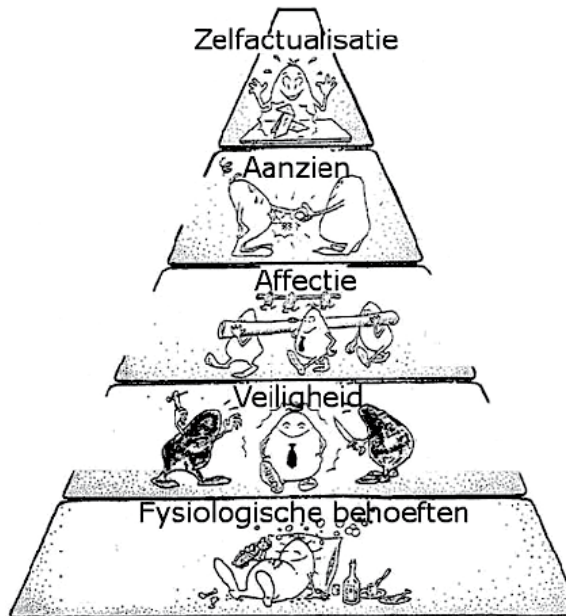 Zelfactualisatie
Aanzien
Affectie
Veiligheid
Fysiologische behoeften